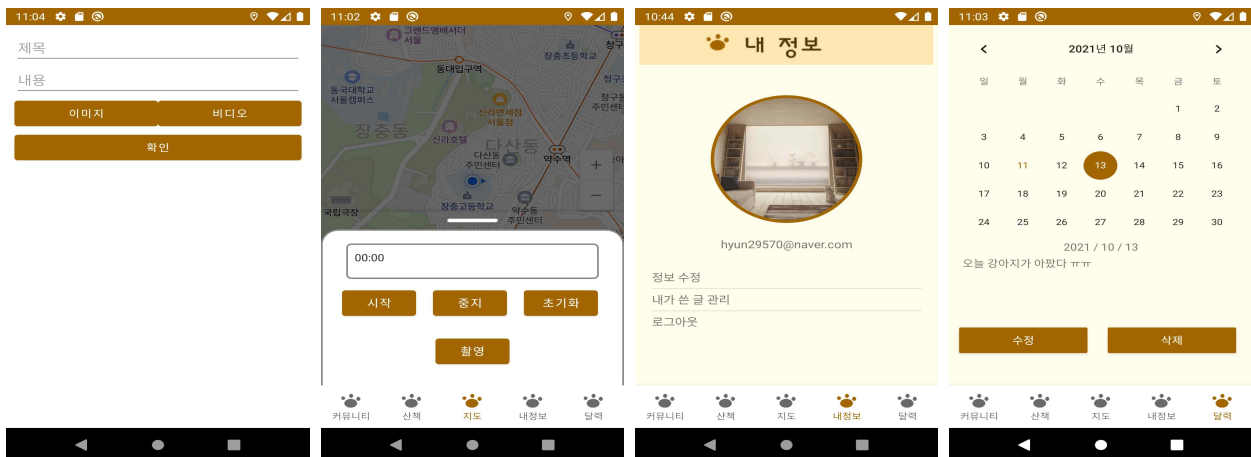 11:04
제목
내용
이미지 비디오
확인
11:02
그랜드엠배서더
서울
장충초등학교
청구
동대입구역
동국대학교
서울캠퍼스
신라면세점
서울점
청구동
주민센터
장충동
신라호텔
다산동
다산동
주민센터
약수역
+
−
장충고등학교
국립극장
약수동
주민센터
00:00
시작 중지 초기화
촬영
커뮤니티 산책 지도 내정보 달력
10:44
내 정보
hyun29570@naver.com
정보 수정
내가 쓴 글 관리
로그아웃
커뮤니티 산책 지도 내정보 달력
11:03
2021년 10월
일 월 화 수 목 금 토
1 2
3 4 5 6 7 8 9
10 11 12 13 14 15 16
17 18 19 20 21 22 23
24 25 26 27 28 29 30
2021 / 10 / 13
오늘 강아지가 아팠다 ㅠㅠ
수정 삭제
커뮤니티 산책 지도 내정보 달력